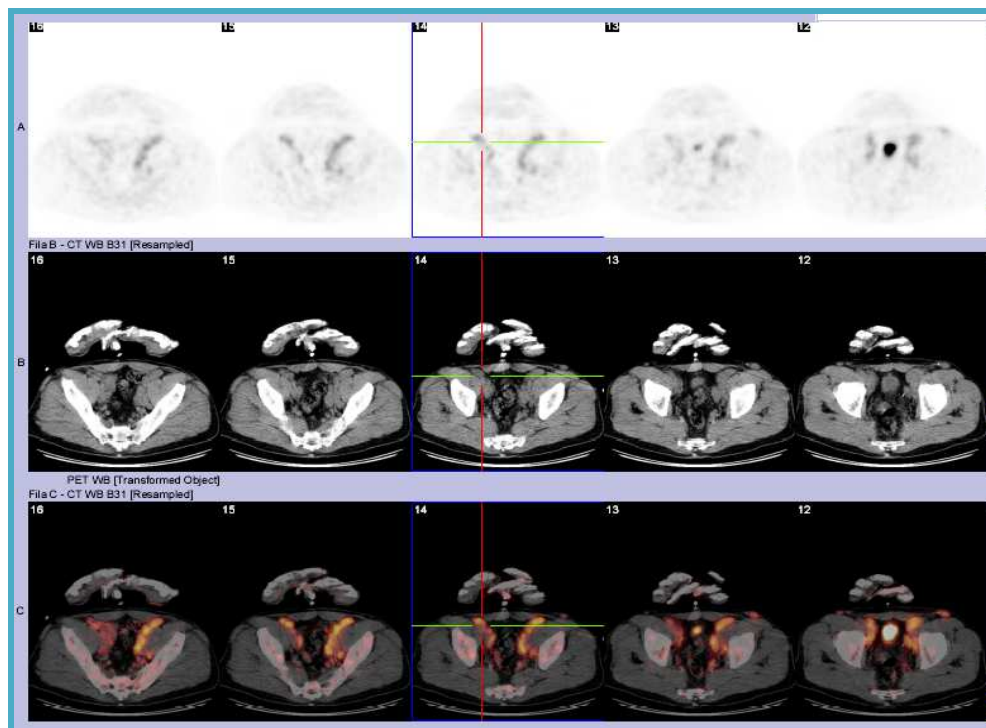 16 15 14 13 12
A
Fila B - CT WB B31 [Resampled]
16 15 14 13 12
B
PET WB [Transformed Object]
Fila C - CT WB B31 [Resampled]
16 15 14 13 12
C